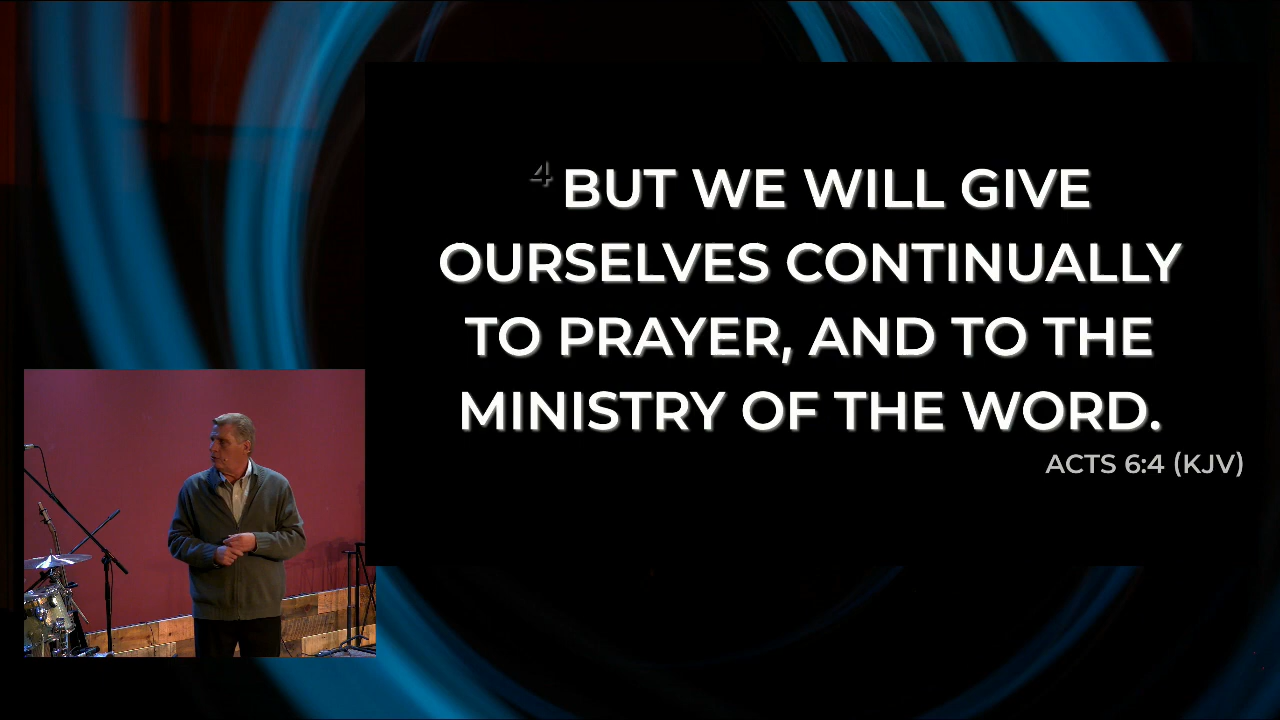 4 BUT WE WILL GIVE
OURSELVES CONTINUALLY
TO PRAYER, AND TO THE
MINISTRY OF THE WORD.
ACTS 6:4 (KJV)